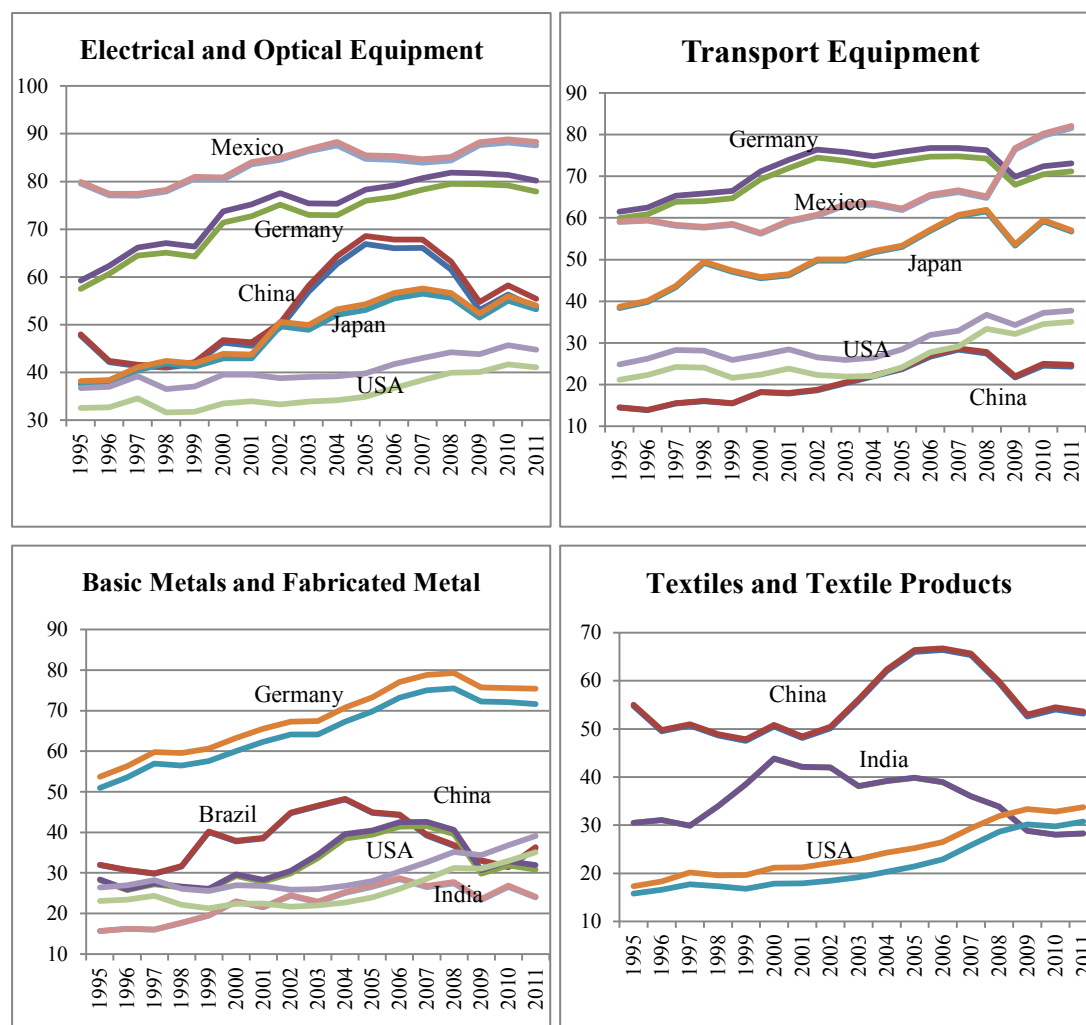 Electrical and Optical Equipment
100
90
80
70
60
50
40
30
Mexico
Germany
China
Japan
USA
1995 1996 1997 1998 1999 2000 2001 2002 2003 2004 2005 2006 2007 2008 2009 2010 2011
Transport Equipment
90
80
70
60
50
40
30
20
10
Germany
Mexico
Japan
USA
China
1995 1996 1997 1998 1999 2000 2001 2002 2003 2004 2005 2006 2007 2008 2009 2010 2011
Basic Metals and Fabricated Metal
90
80
70
60
50
40
30
20
10
Germany
China
Brazil
USA
India
1995 1996 1997 1998 1999 2000 2001 2002 2003 2004 2005 2006 2007 2008 2009 2010 2011
Textiles and Textile Products
70
60
50
40
30
20
10
China
India
USA
1995 1996 1997 1998 1999 2000 2001 2002 2003 2004 2005 2006 2007 2008 2009 2010 2011